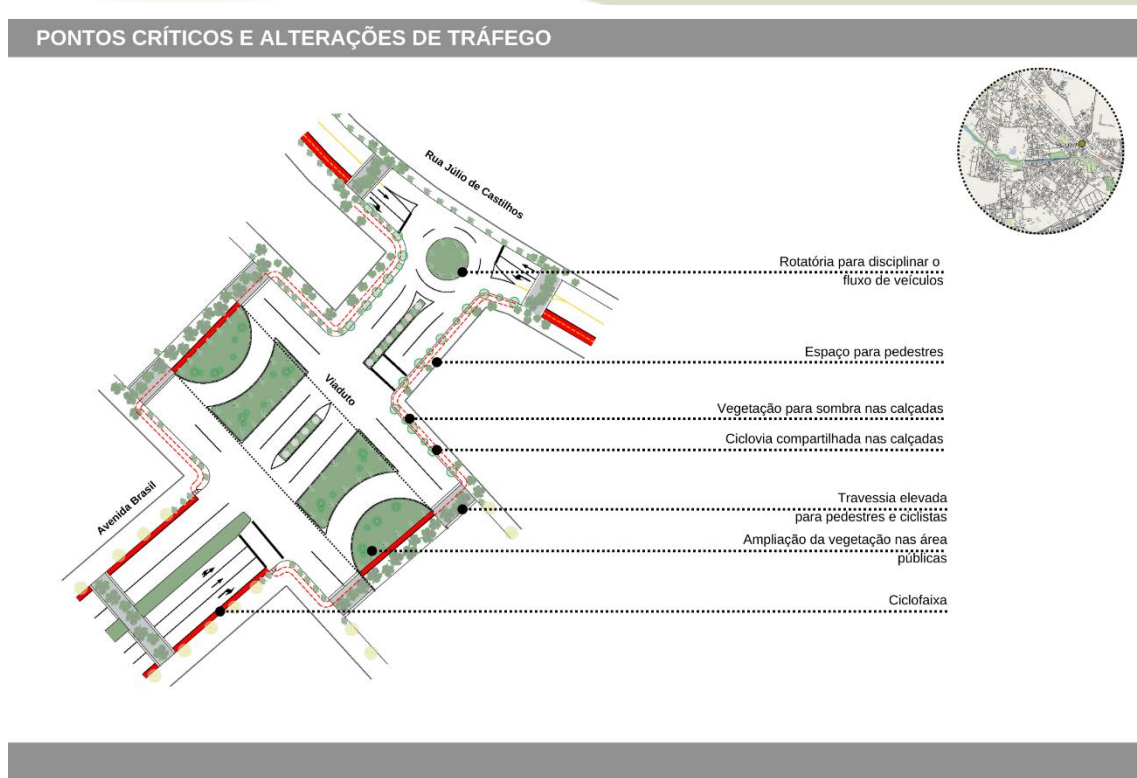 PONTOS CRÍTICOS E ALTERAÇÕES DE TRÁFEGO
Rua Júlio de Castilhos
Rotatória para disciplinar o
fluxo de veículos
Espaço para pedestres
Viaduto
Vegetação para sombra nas calçadas
Ciclovia compartilhada nas calçadas
Avenida Brasil
Travessia elevada
para pedestres e ciclistas
Ampliação da vegetação nas área
públicas
Ciclofaixa